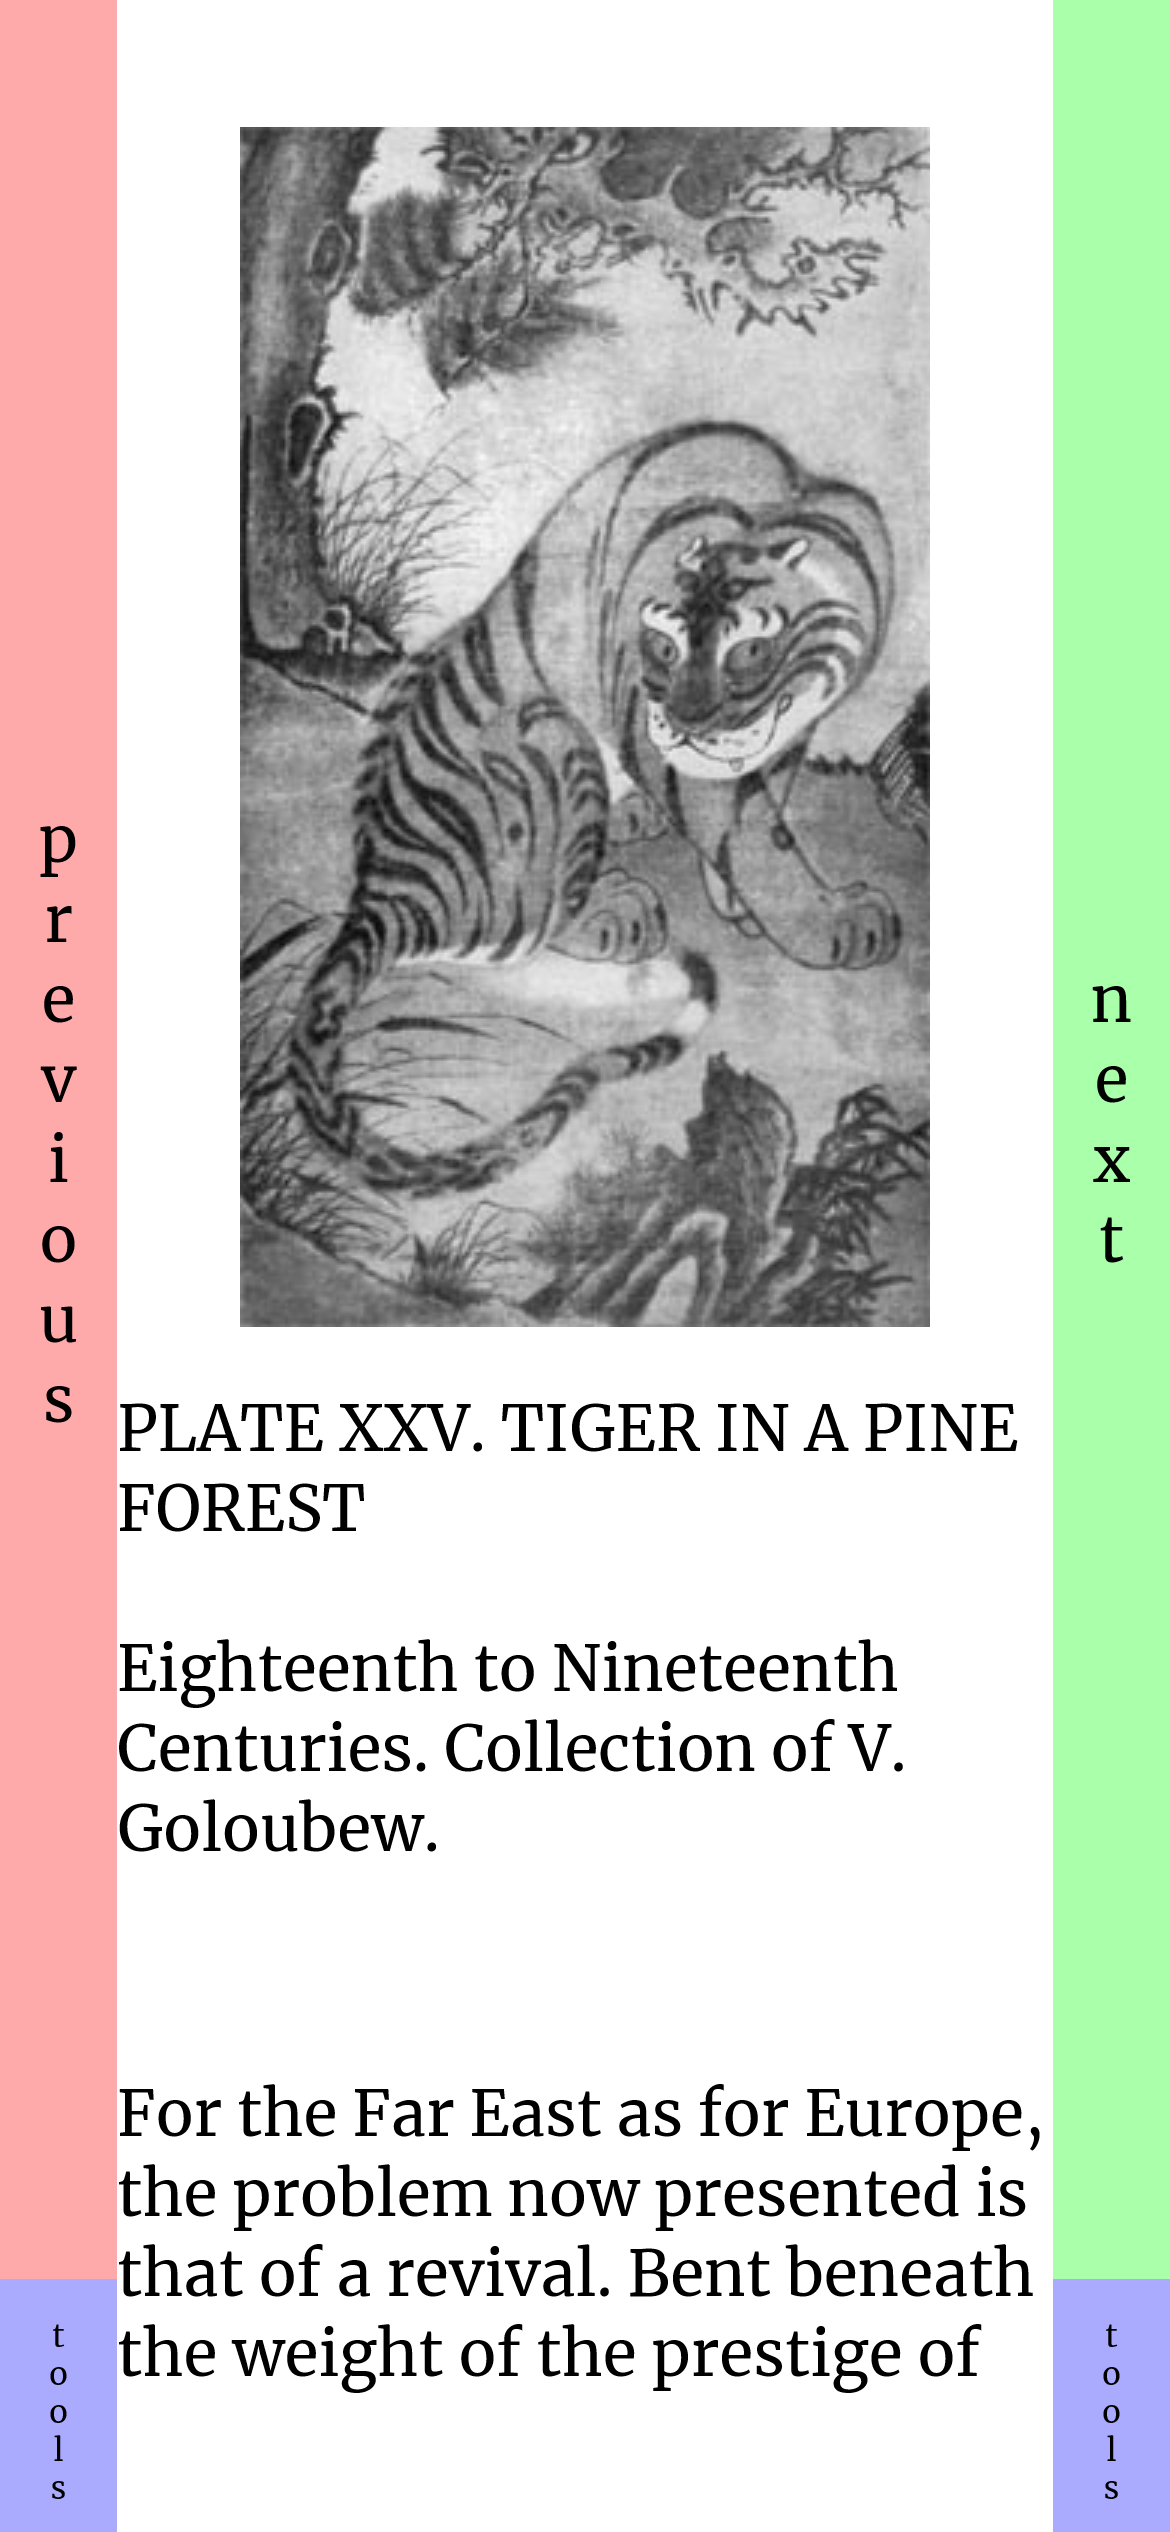 previous
next
PLATE XXV. TIGER IN A PINE
FOREST
Eighteenth to Nineteenth
Centuries. Collection of V.
Goloubew.
For the Far East as for Europe,
the problem now presented is
that of a revival. Bent beneath
the weight of the prestige of
tools
tools